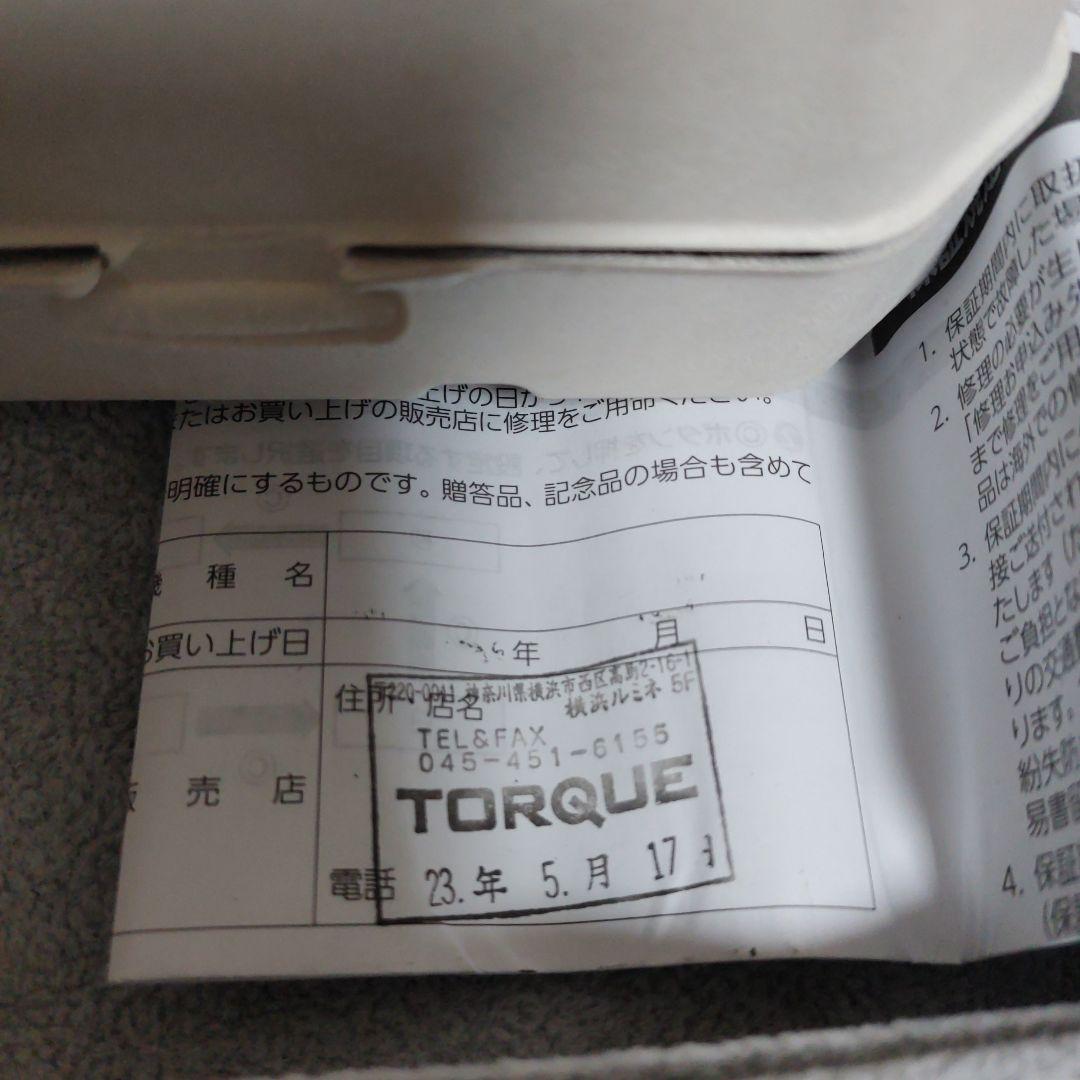 上げの日か
たはお買い上げの販売店に修理をご用命ください。
明確にするものです。贈答品、記念品の場合も含めて
種 名
お買い上げ日 年 月 日
住所・店名
〒220-0011 神奈川県横浜市西区高島2-16-1
横浜ルミネ 5F
TEL&FAX
045-451-6155
TORQUE
売 店
電話 23.年 5.月 17
1. 保証期間内に取扱
状態で故障した場
2. 修理の必要が生
「修理お申込み
まで修理をご用
品は海外での修
3. 保証期間内に
接ご送付され
たします
ご負担とな
りの交通
ります。
紛失防
易書留
4. 保証
(保